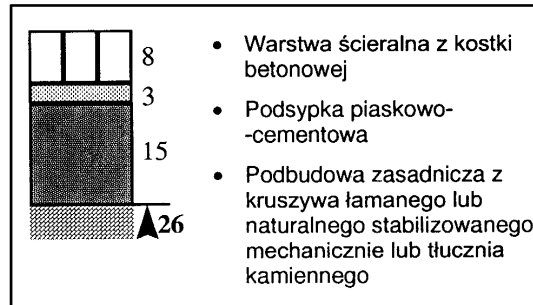 8
3
15
26
• Warstwa ścieralna z kostki
betonowej
• Podsypka piaskowo-
-cementowa
• Podbudowa zasadnicza z
kruszywa łamanego lub
naturalnego stabilizowanego
mechanicznie lub tłucznia
kamiennego